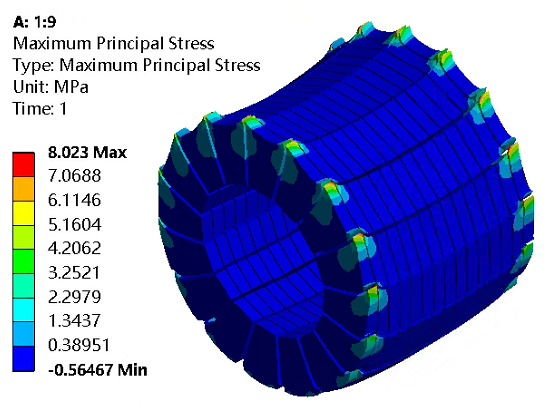 A: 1:9
Maximum Principal Stress
Type: Maximum Principal Stress
Unit: MPa
Time: 1
8.023 Max
7.0688
6.1146
5.1604
4.2062
3.2521
2.2979
1.3437
0.38951
-0.56467 Min